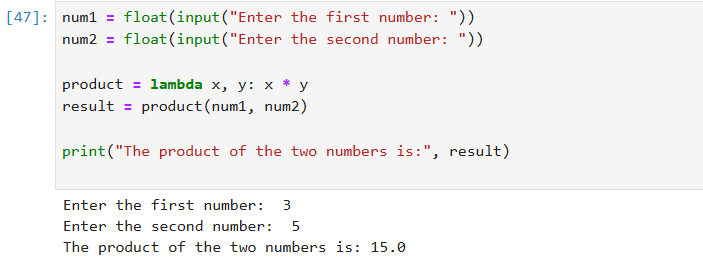 [47]: num1 = float(input("Enter the first number: "))
num2 = float(input("Enter the second number: "))
product = lambda x, y: x * y
result = product(num1, num2)
print("The product of the two numbers is:", result)
Enter the first number:  3
Enter the second number:  5
The product of the two numbers is: 15.0